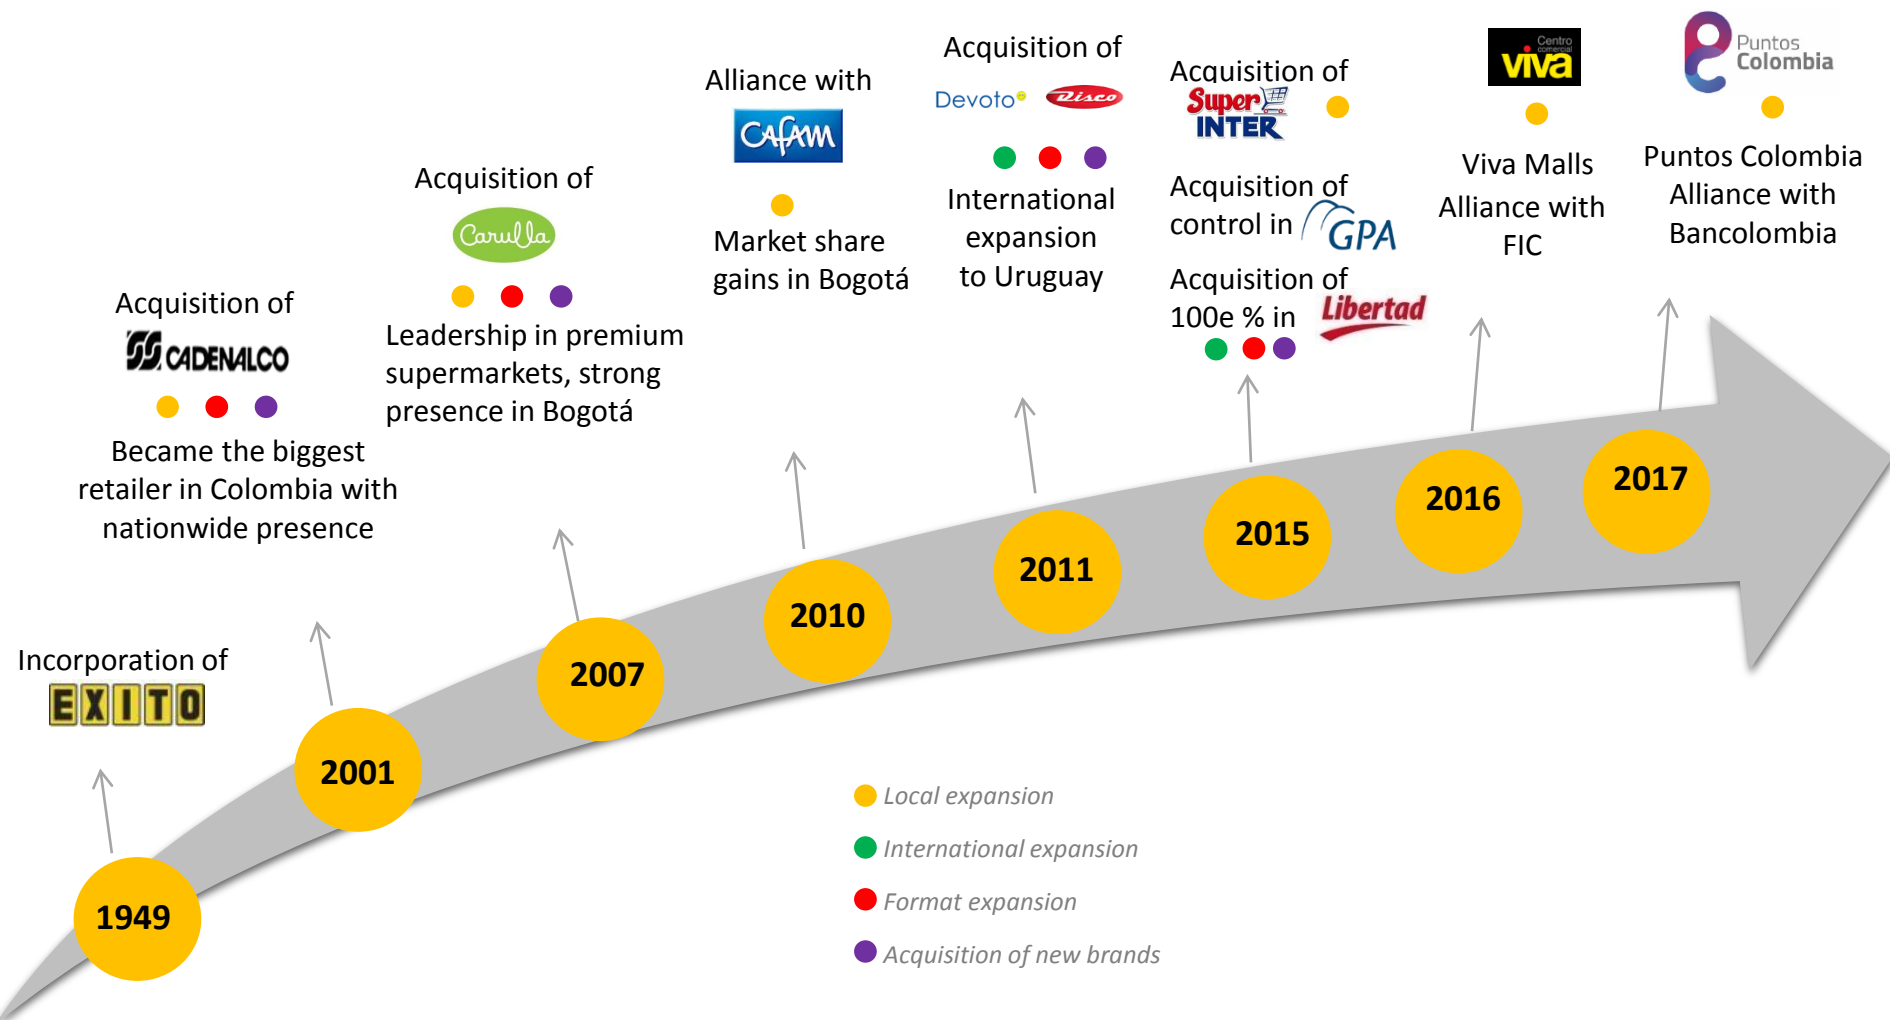 Incorporation of
EXITO
1949
Acquisition of
CADENALCO
Became the biggest
retailer in Colombia with
nationwide presence
2001
Acquisition of
Carulla
Leadership in premium
supermarkets, strong
presence in Bogotá
2007
Alliance with
CAFAM
Market share
gains in Bogotá
2010
Acquisition of
Devoto Disco
International
expansion
to Uruguay
2011
Acquisition of
Super
INTER
Acquisition of
control in GPA
Acquisition of
100e % in Libertad
2015
Centro
comercial
viva
Viva Malls
Alliance with
FIC
2016
Puntos
Colombia
Puntos Colombia
Alliance with
Bancolombia
2017
Local expansion
International expansion
Format expansion
Acquisition of new brands